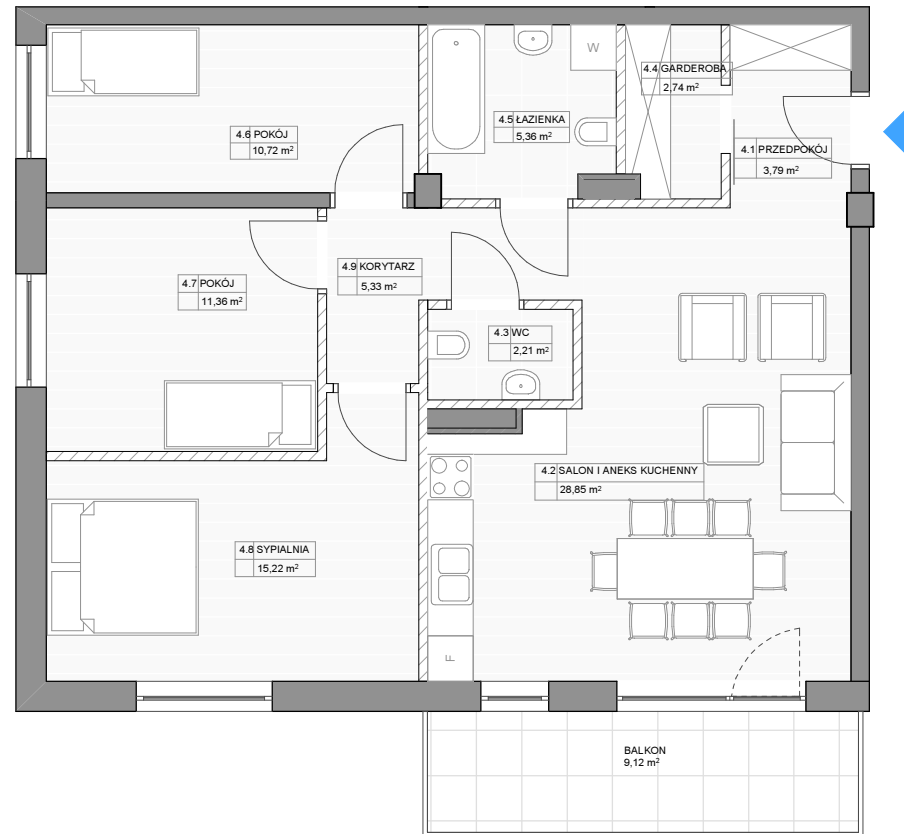 W
4.4 GARDEROBA
2,74 m²
4.5 ŁAZIENKA
5,36 m²
4.6 POKÓJ
10,72 m²
4.1 PRZEDPOKÓJ
3,79 m²
4.9 KORYTARZ
5,33 m²
4.7 POKÓJ
11,36 m²
4.3 WC
2,21 m²
4.2 SALON I ANEKS KUCHENNY
28,85 m²
4.8 SYPIALNIA
15,22 m²
F
BALKON
9,12 m²